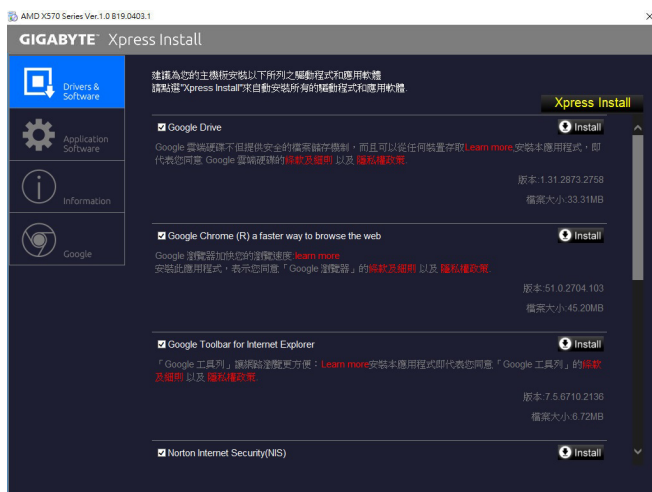 AMD X570 Series Ver.1.0 B19.0403.1
GIGABYTE™ Xpress Install
Drivers &
Software
Application
Software
Information
Google
建議為您的主機板安裝以下所列之驅動程式和應用軟體
請點選"Xpress Install"來自動安裝所有的驅動程式和應用軟體.
Xpress Install
Google Drive
Install
Google 雲端硬碟不但提供安全的檔案儲存機制，而且可以從任何裝置存取Learn more,安裝本應用程式，即
代表您同意 Google 雲端硬碟的條款及細則 以及 隱私權政策.
版本:1.31.2873.2758
檔案大小:33.31MB
Google Chrome (R) a faster way to browse the web
Install
Google 瀏覽器加快您的瀏覽速度.learn more
安裝此應用程式，表示您同意「Google 瀏覽器」的條款及細則 以及 隱私權政策.
版本:51.0.2704.103
檔案大小:45.20MB
Google Toolbar for Internet Explorer
Install
「Google 工具列」讓網路瀏覽更方便：Learn more安裝本應用程式即代表您同意「Google 工具列」的條款
及細則 以及 隱私權政策.
版本:7.5.6710.2136
檔案大小:6.72MB
Norton Internet Security(NIS)
Install